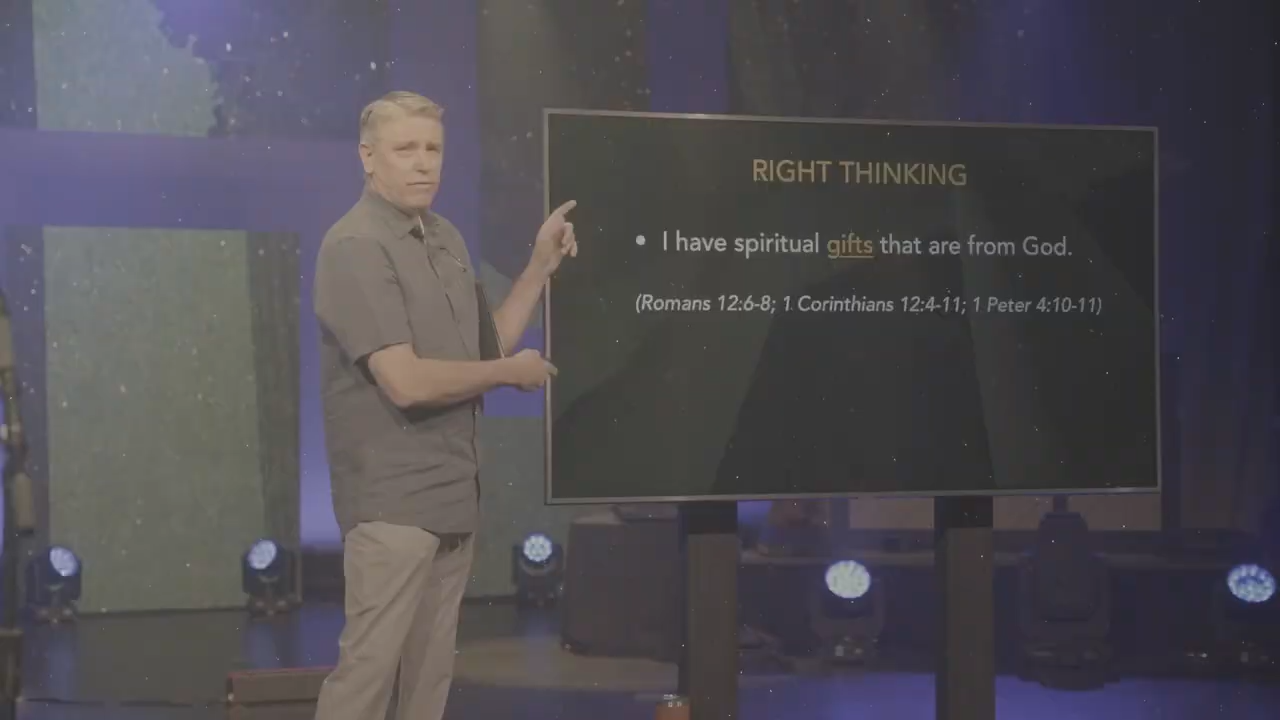 RIGHT THINKING
• I have spiritual gifts that are from God.
(Romans 12:6-8; 1 Corinthians 12:4-11; 1 Peter 4:10-11)